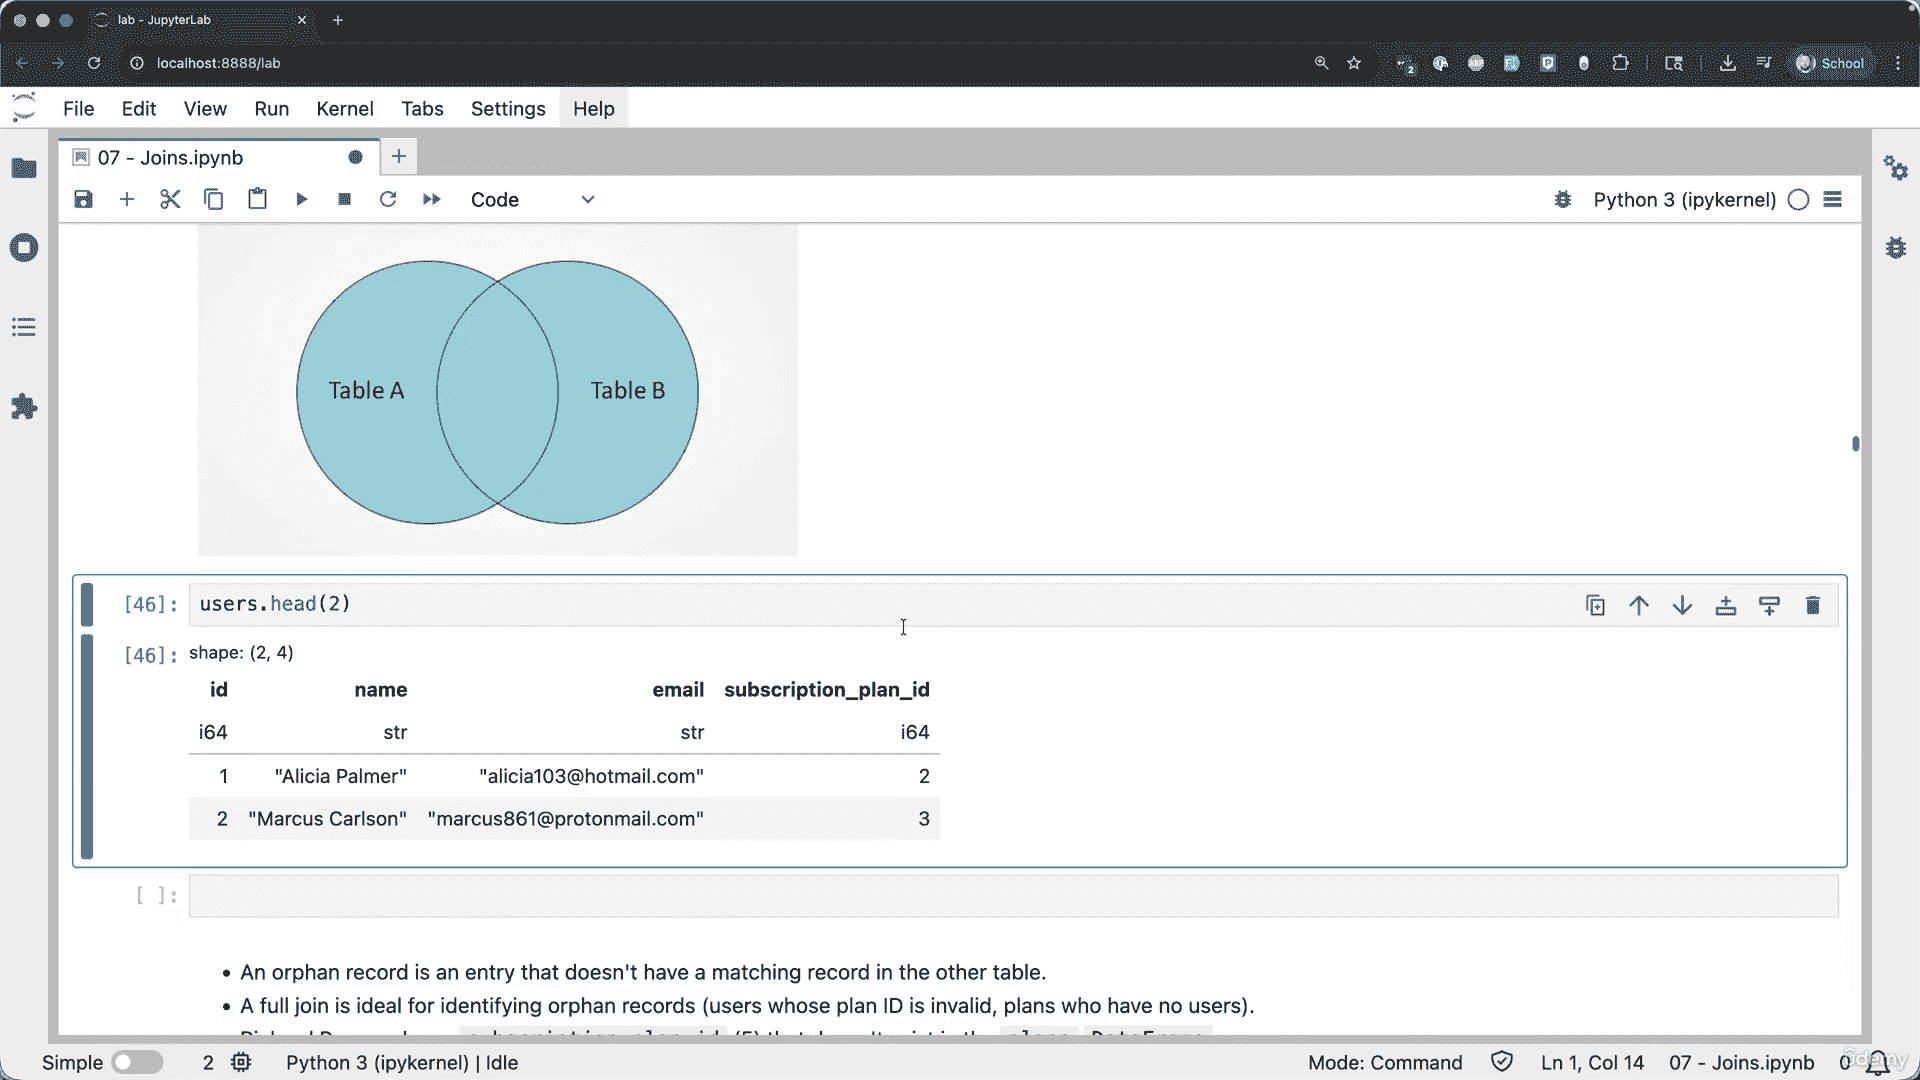 lab - JupyterLab
localhost:8888/lab
2
School
File Edit View Run Kernel Tabs Settings Help
07 - Joins.ipynb
Code
Python 3 (ipykernel)
Table A
Table B
[46]:
users.head(2)
[46]:
shape: (2, 4)
id name email subscription_plan_id
i64 str str i64
1 "Alicia Palmer" "alicia103@hotmail.com" 2
2 "Marcus Carlson" "marcus861@protonmail.com" 3
[ ]:
• An orphan record is an entry that doesn't have a matching record in the other table.
• A full join is ideal for identifying orphan records (users whose plan ID is invalid, plans who have no users).
Simple 2 Python 3 (ipykernel) | Idle Mode: Command Ln 1, Col 14 07 - Joins.ipynb 0